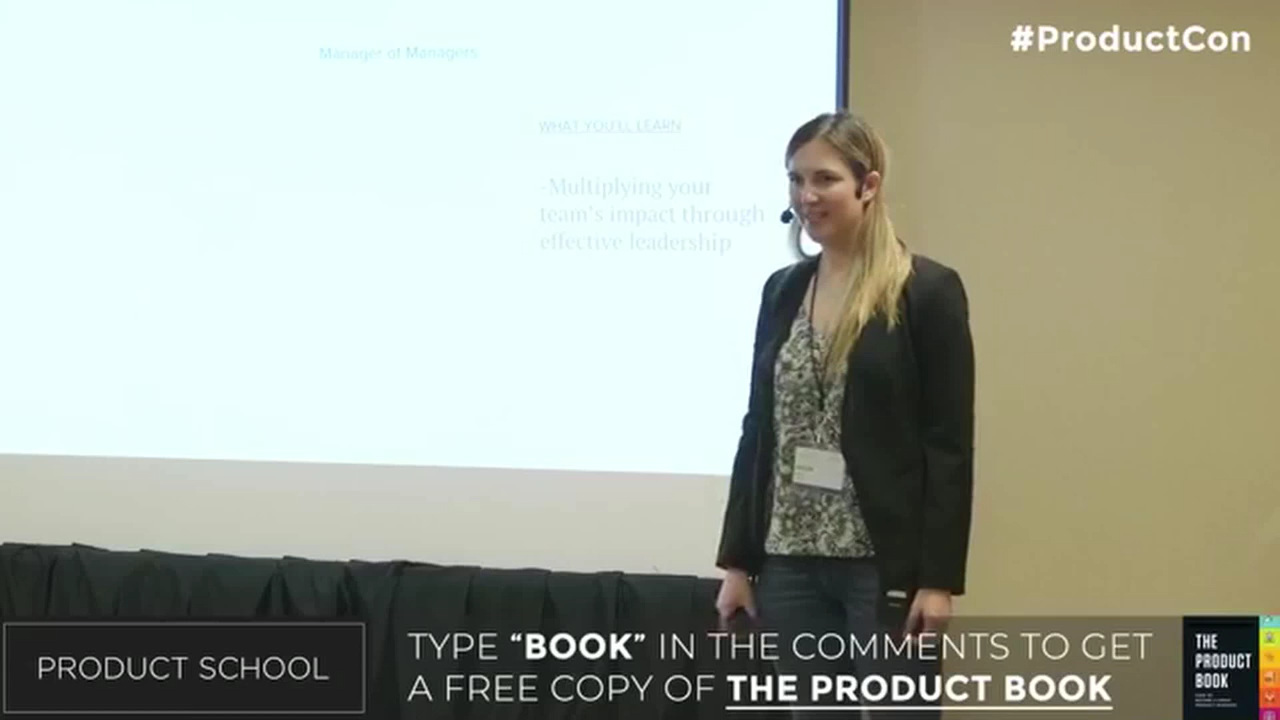 #ProductCon
Manager of Managers
WHAT YOU'LL LEARN
-Multiplying your
team's impact through
effective leadership
PRODUCT SCHOOL
TYPE “BOOK” IN THE COMMENTS TO GET
A FREE COPY OF THE PRODUCT BOOK
THE
PRODUCT
BOOK